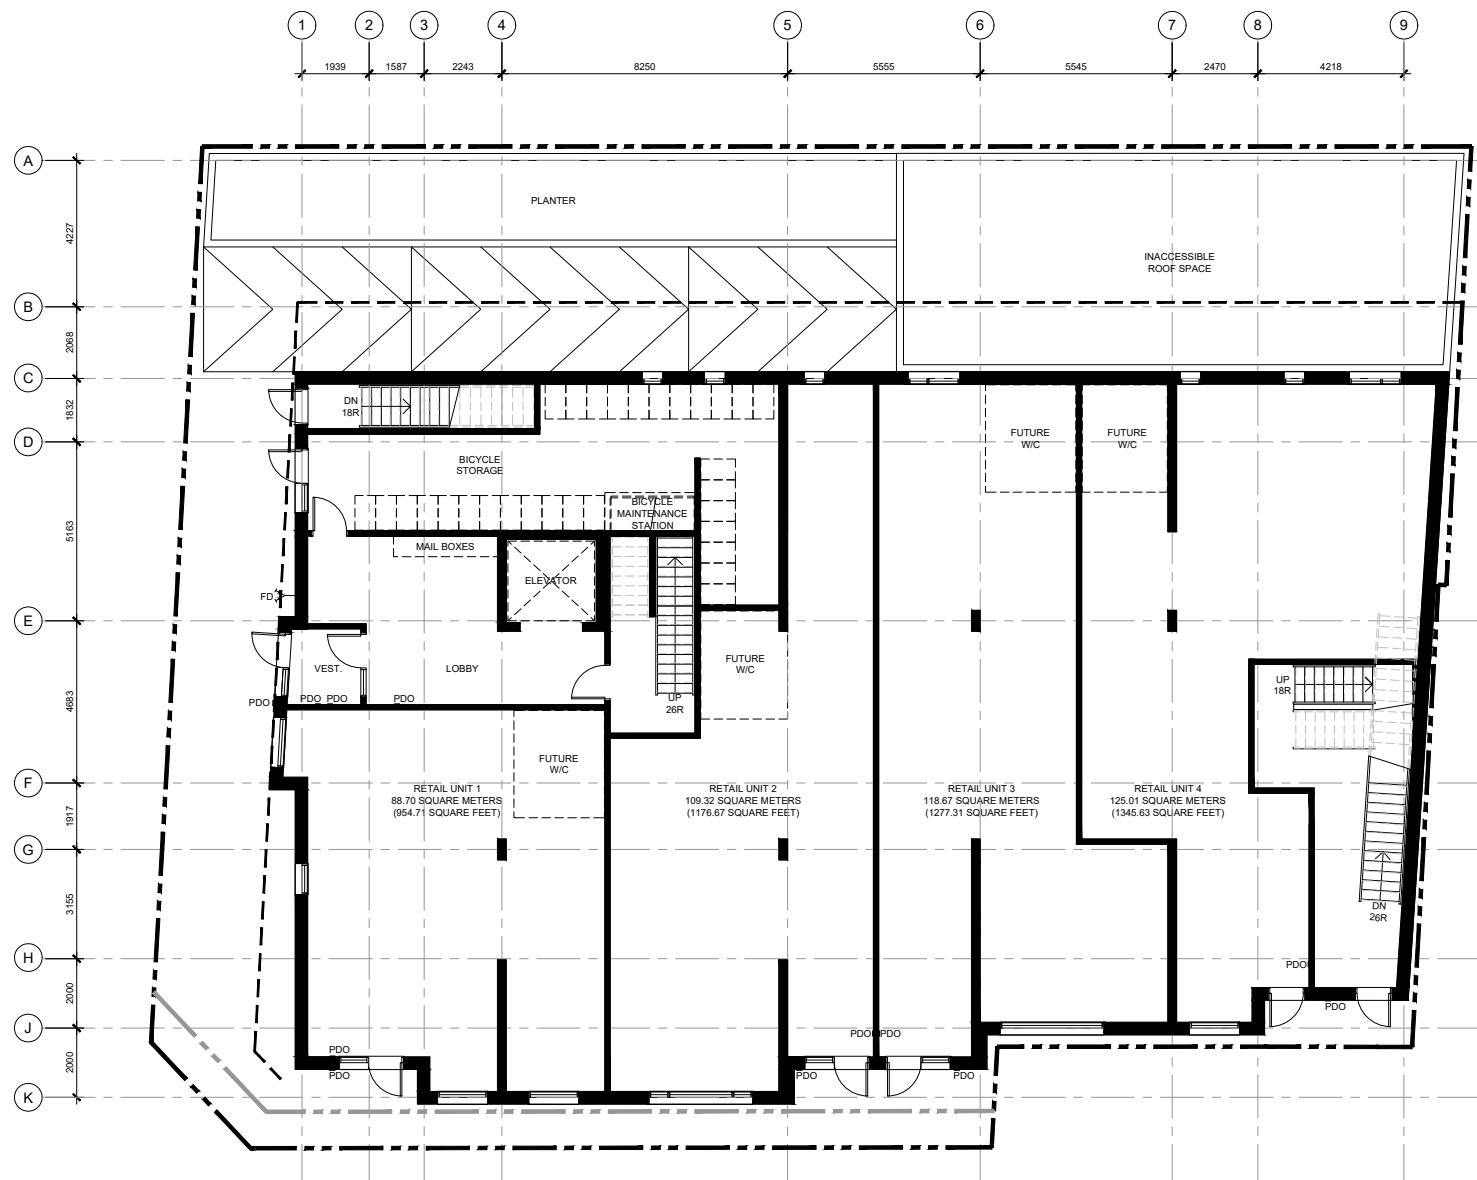 1 2 3 4 5 6 7 8 9
1939 1587 2243 8250 5555 5545 2470 4218
A
PLANTER
4227
INACCESSIBLE
ROOF SPACE
B
2068
C
DN
18R
1832
FUTURE
W/C
FUTURE
W/C
D
BICYCLE
STORAGE
BICYCLE
MAINTENANCE
STATION
5163
MAIL BOXES
ELEVATOR
FD
E
VEST.
LOBBY
FUTURE
W/C
UP
26R
UP
18R
PDO PDO PDO PDO
4683
FUTURE
W/C
F
RETAIL UNIT 1
88.70 SQUARE METERS
(954.71 SQUARE FEET)
RETAIL UNIT 2
109.32 SQUARE METERS
(1176.67 SQUARE FEET)
RETAIL UNIT 3
118.67 SQUARE METERS
(1277.31 SQUARE FEET)
RETAIL UNIT 4
125.01 SQUARE METERS
(1345.63 SQUARE FEET)
1917
G
3155
DN
26R
H
PDO
2000
PDO
J
PDO PDO
PDO
2000
PDO
PDO
PDO
K